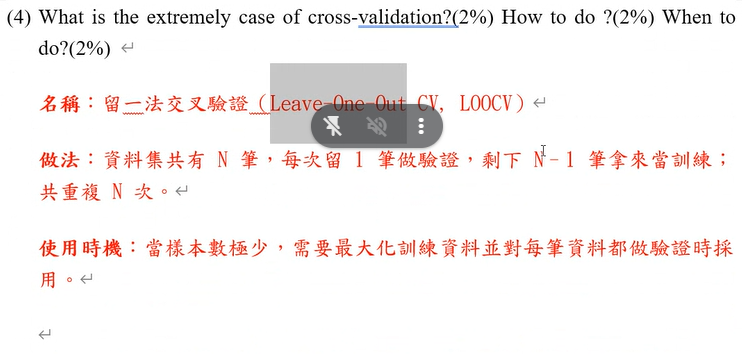 (4) What is the extremely case of cross-validation?(2%) How to do ?(2%) When to
do?(2%)
名稱：留一法交叉驗證（Leave-One-Out CV, LOOCV）
做法：資料集共有 N 筆，每次留 1 筆做驗證，剩下 N-1 筆拿來當訓練；
共重複 N 次。
使用時機：當樣本數極少，需要最大化訓練資料並對每筆資料都做驗證時採
用。